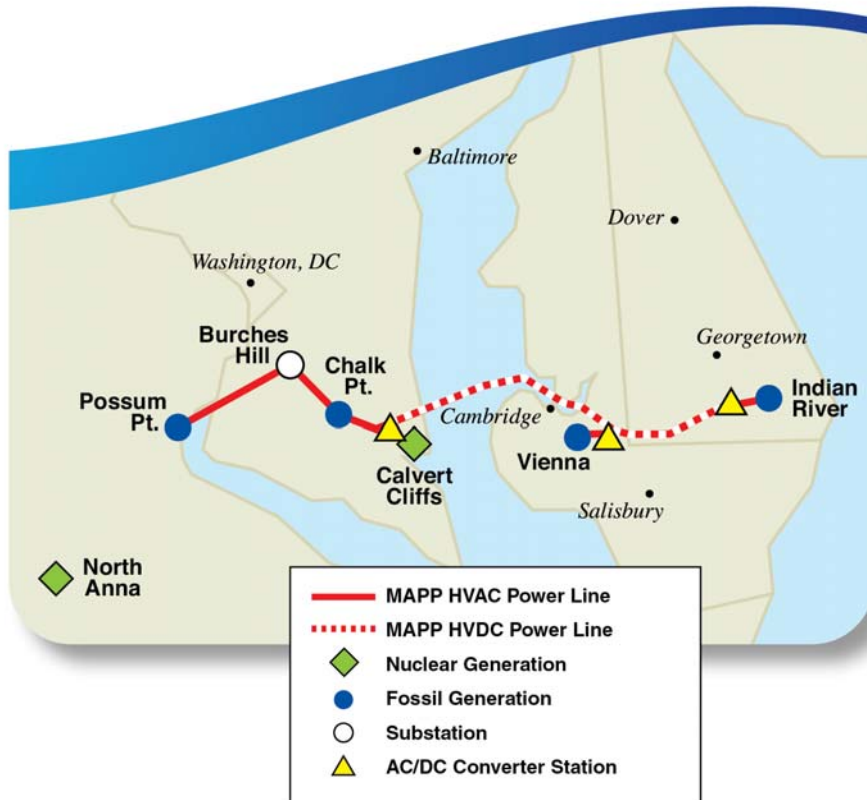 Baltimore
Dover
Washington, DC
Burches
Hill
Chalk
Pt.
Georgetown
Possum
Pt.
Indian
River
Cambridge
Vienna
Calvert
Cliffs
Salisbury
North
Anna
MAPP HVAC Power Line
MAPP HVDC Power Line
Nuclear Generation
Fossil Generation
Substation
AC/DC Converter Station